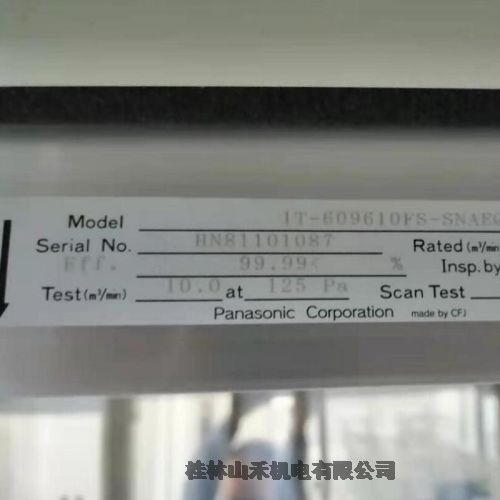 Model 1T-609610FS-SNAE
Serial No. HN81101087 Rated (m³/min)
Eff. 99.99< % Insp.by
Test(m³/min) 10.0 at 125 Pa Scan Test
Panasonic Corporation made by CFJ
桂林山禾机电有限公司